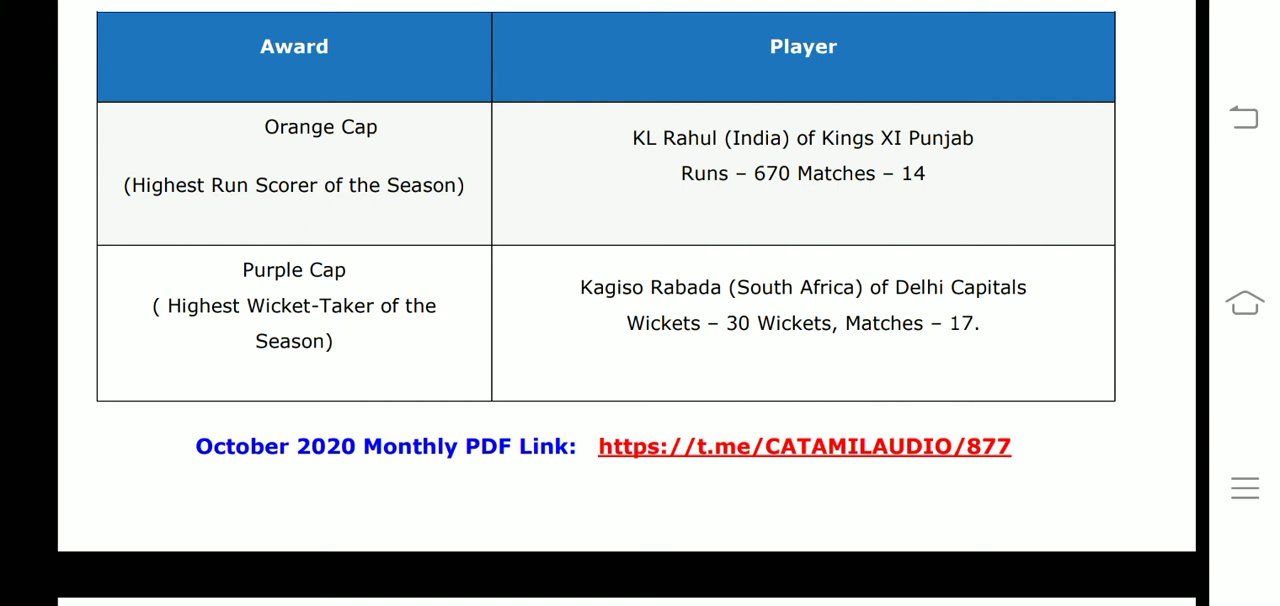 Award
Player
Orange Cap
(Highest Run Scorer of the Season)
KL Rahul (India) of Kings XI Punjab
Runs – 670 Matches – 14
Purple Cap
( Highest Wicket-Taker of the
Season)
Kagiso Rabada (South Africa) of Delhi Capitals
Wickets – 30 Wickets, Matches – 17.
October 2020 Monthly PDF Link: https://t.me/CATAMILAUDIO/877